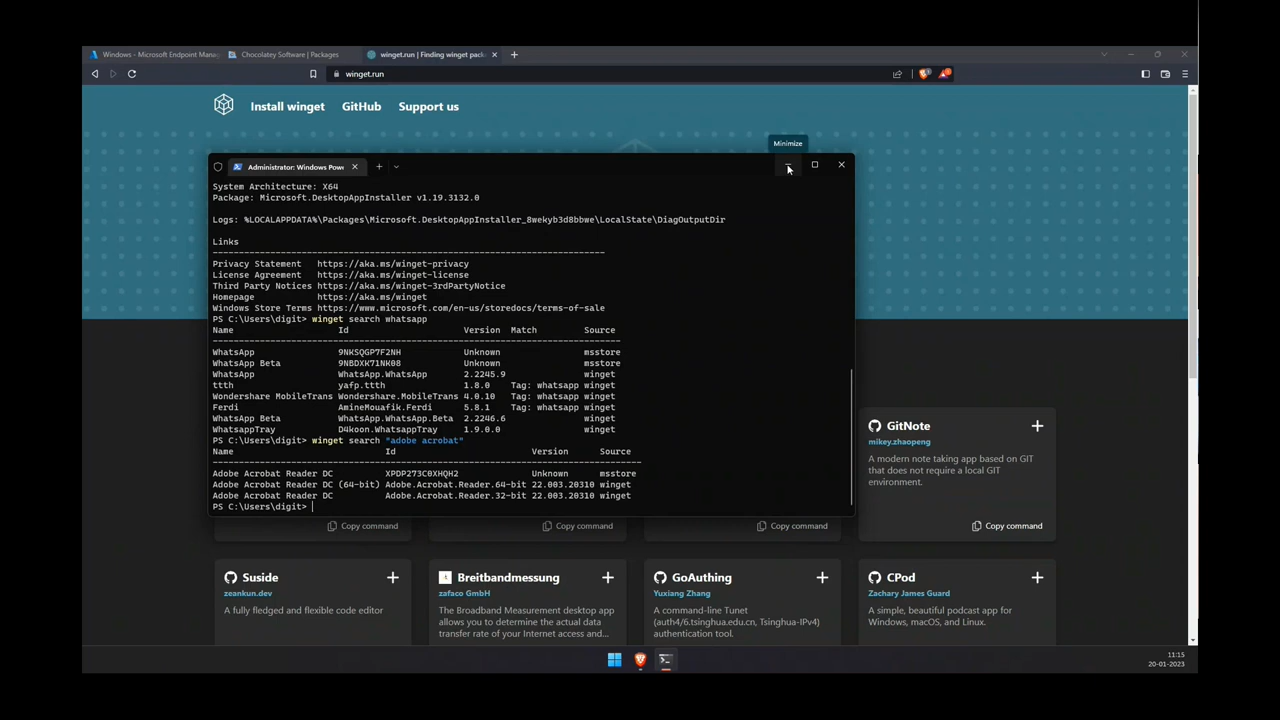 Windows - Microsoft Endpoint Mana
Chocolatey Software | Packages
winget.run | Finding winget pack
winget.run
Install winget
GitHub
Support us
Minimize
Administrator: Windows Pow
System Architecture: X64
Package: Microsoft.DesktopAppInstaller v1.19.3132.0
Logs: %LOCALAPPDATA%\Packages\Microsoft.DesktopAppInstaller_8wekyb3d8bbwe\LocalState\DiagOutputDir
Links
Privacy Statement https://aka.ms/winget-privacy
License Agreement https://aka.ms/winget-license
Third Party Notices https://aka.ms/winget-3rdPartyNotice
Homepage https://aka.ms/winget
Windows Store Terms https://www.microsoft.com/en-us/storedocs/terms-of-sale
PS C:\Users\digit> winget search whatsapp
Name Id Version Match Source
WhatsApp 9NKSQGP7F2NH Unknown msstore
WhatsApp Beta 9NBDXK71NK08 Unknown msstore
WhatsApp WhatsApp.WhatsApp 2.2245.9 winget
ttth yafp.ttth 1.8.0 Tag: whatsapp winget
Wondershare MobileTrans Wondershare.MobileTrans 4.0.10 Tag: whatsapp winget
Ferdi AmineMouafik.Ferdi 5.8.1 Tag: whatsapp winget
WhatsApp Beta WhatsApp.WhatsApp.Beta 2.2246.6 winget
WhatsappTray D4koon.WhatsappTray 1.9.0.0 winget
PS C:\Users\digit> winget search "adobe acrobat"
Name Id Version Source
Adobe Acrobat Reader DC XPDP273C0XHQH2 Unknown msstore
Adobe Acrobat Reader DC (64-bit) Adobe.Acrobat.Reader.64-bit 22.003.20310 winget
Adobe Acrobat Reader DC Adobe.Acrobat.Reader.32-bit 22.003.20310 winget
PS C:\Users\digit>
GitNote
mikey.zhaopeng
A modern note taking app based on GIT
that does not require a local GIT
environment.
Copy command
Copy command
Copy command
Copy command
Suside
zeankun.dev
A fully fledged and flexible code editor
Breitbandmessung
zafaco GmbH
The Broadband Measurement desktop app
allows you to determine the actual data
transfer rate of your Internet access and...
GoAuthing
Yuxiang Zhang
A command-line Tunet
(auth4/6.tsinghua.edu.cn, Tsinghua-IPv4)
authentication tool.
CPod
Zachary James Guard
A simple, beautiful podcast app for
Windows, macOS, and Linux.
11:15
20-01-2023